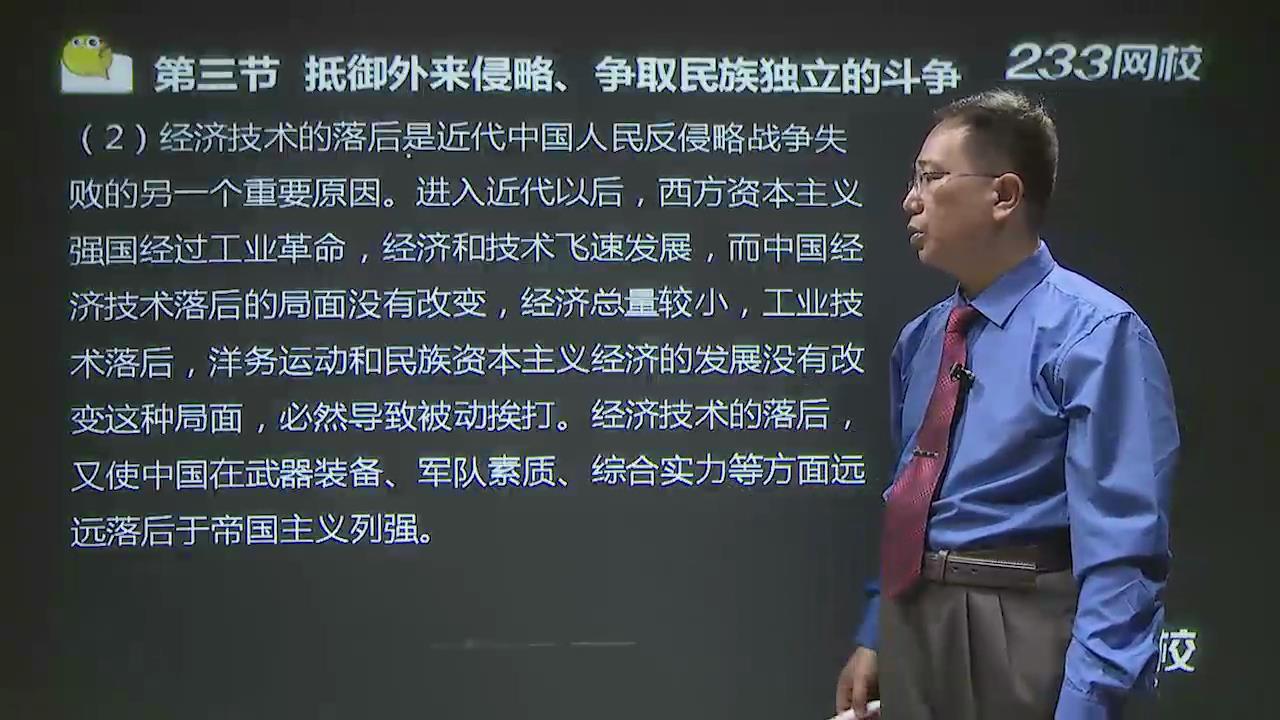 第三节 抵御外来侵略、争取民族独立的斗争
233网校
（2）经济技术的落后是近代中国人民反侵略战争失
败的另一个重要原因。进入近代以后，西方资本主义
强国经过工业革命，经济和技术飞速发展，而中国经
济技术落后的局面没有改变，经济总量较小，工业技
术落后，洋务运动和民族资本主义经济的发展没有改
变这种局面，必然导致被动挨打。经济技术的落后，
又使中国在武器装备、军队素质、综合实力等方面远
远落后于帝国主义列强。
校